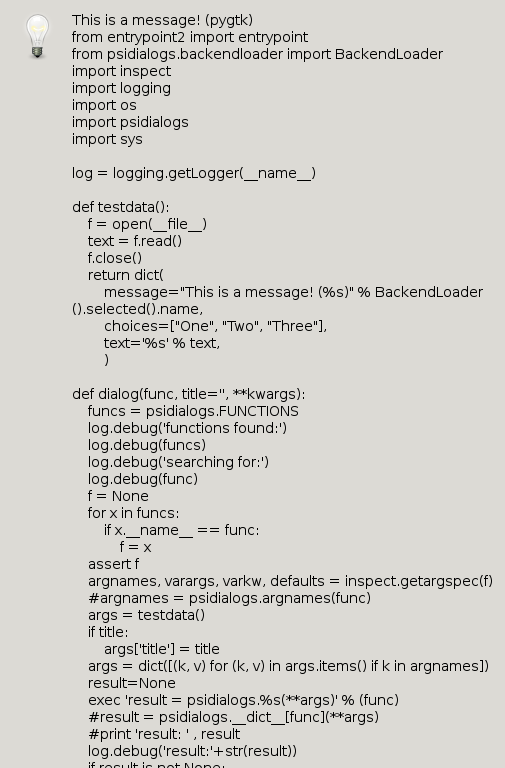 This is a message! (pygtk)
from entrypoint2 import entrypoint
from psidialogs.backendloader import BackendLoader
import inspect
import logging
import os
import psidialogs
import sys

log = logging.getLogger(__name__)

def testdata():
    f = open(__file__)
    text = f.read()
    f.close()
    return dict(
        message="This is a message! (%s)" % BackendLoader
().selected().name,
        choices=["One", "Two", "Three"],
        text='%s' % text,
        )

def dialog(func, title='', **kwargs):
    funcs = psidialogs.FUNCTIONS
    log.debug('functions found:')
    log.debug(funcs)
    log.debug('searching for:')
    log.debug(func)
    f = None
    for x in funcs:
        if x.__name__ == func:
            f = x
    assert f
    argnames, varargs, varkw, defaults = inspect.getargspec(f)
    #argnames = psidialogs.argnames(func)
    args = testdata()
    if title:
        args['title'] = title
    args = dict([(k, v) for (k, v) in args.items() if k in argnames])
    result=None
    exec 'result = psidialogs.%s(**args)' % (func)
    #result = psidialogs.__dict__[func](**args)
    #print 'result: ' , result
    log.debug('result:'+str(result))
    if result is not None: